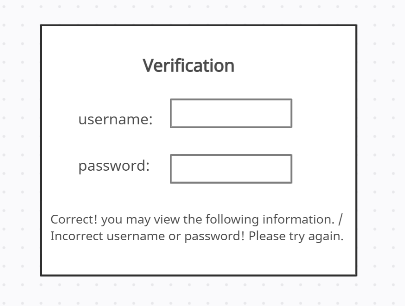 Verification
username:
password:
Correct! you may view the following information. /
Incorrect username or password! Please try again.